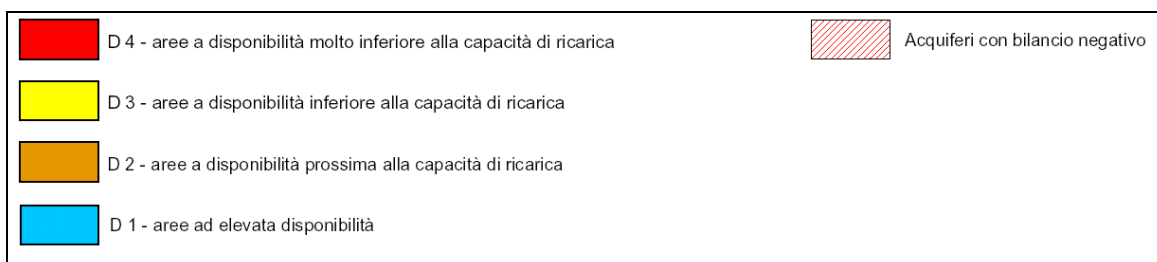 D 4 - aree a disponibilità molto inferiore alla capacità di ricarica
Acquiferi con bilancio negativo
D 3 - aree a disponibilità inferiore alla capacità di ricarica
D 2 - aree a disponibilità prossima alla capacità di ricarica
D 1 - aree ad elevata disponibilità